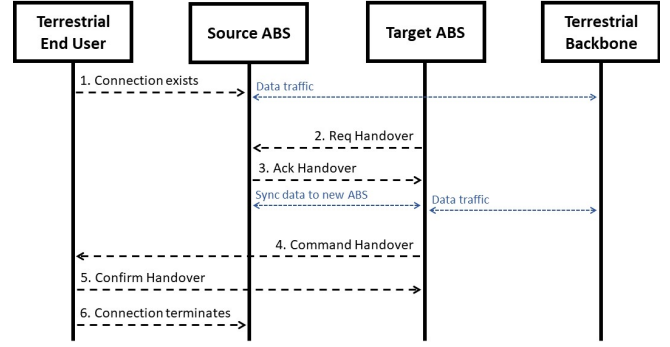 Terrestrial
End User
Source ABS
Target ABS
Terrestrial
Backbone
1. Connection exists
Data traffic
2. Req Handover
3. Ack Handover
Sync data to new ABS
Data traffic
4. Command Handover
5. Confirm Handover
6. Connection terminates